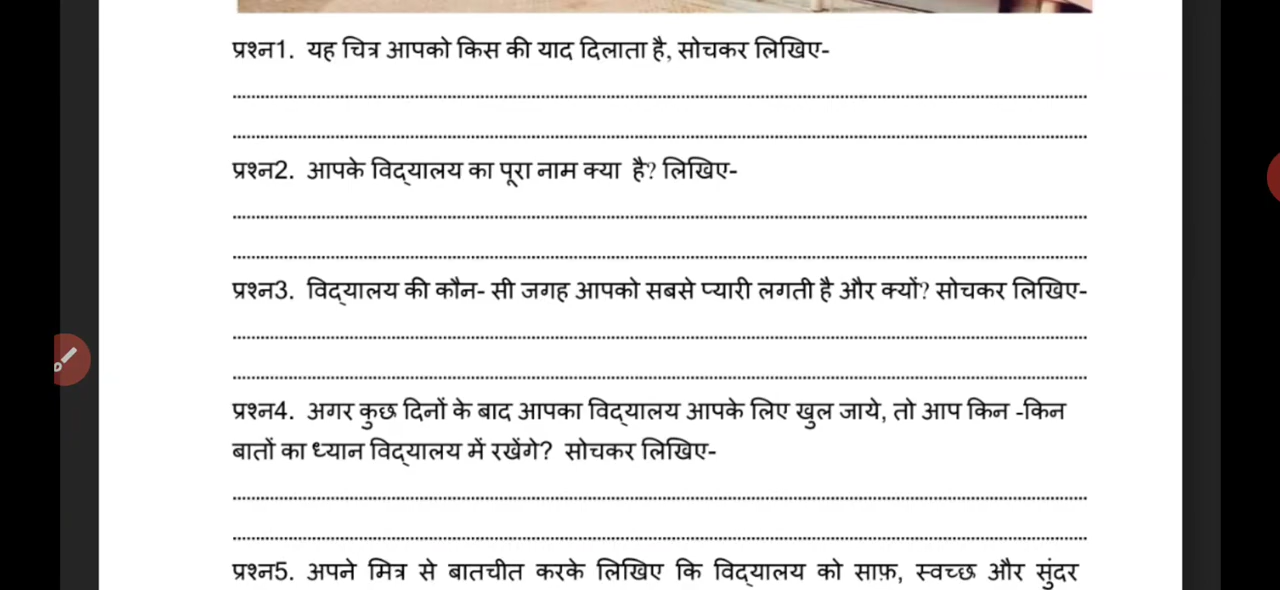 प्रश्न1. यह चित्र आपको किस की याद दिलाता है, सोचकर लिखिए-
प्रश्न2. आपके विद्यालय का पूरा नाम क्या है? लिखिए-
प्रश्न3. विद्यालय की कौन- सी जगह आपको सबसे प्यारी लगती है और क्यों? सोचकर लिखिए-
प्रश्न4. अगर कुछ दिनों के बाद आपका विद्यालय आपके लिए खुल जाये, तो आप किन -किन
बातों का ध्यान विद्यालय में रखेंगे? सोचकर लिखिए-
प्रश्न5. अपने मित्र से बातचीत करके लिखिए कि विद्यालय को साफ़, स्वच्छ और सुंदर